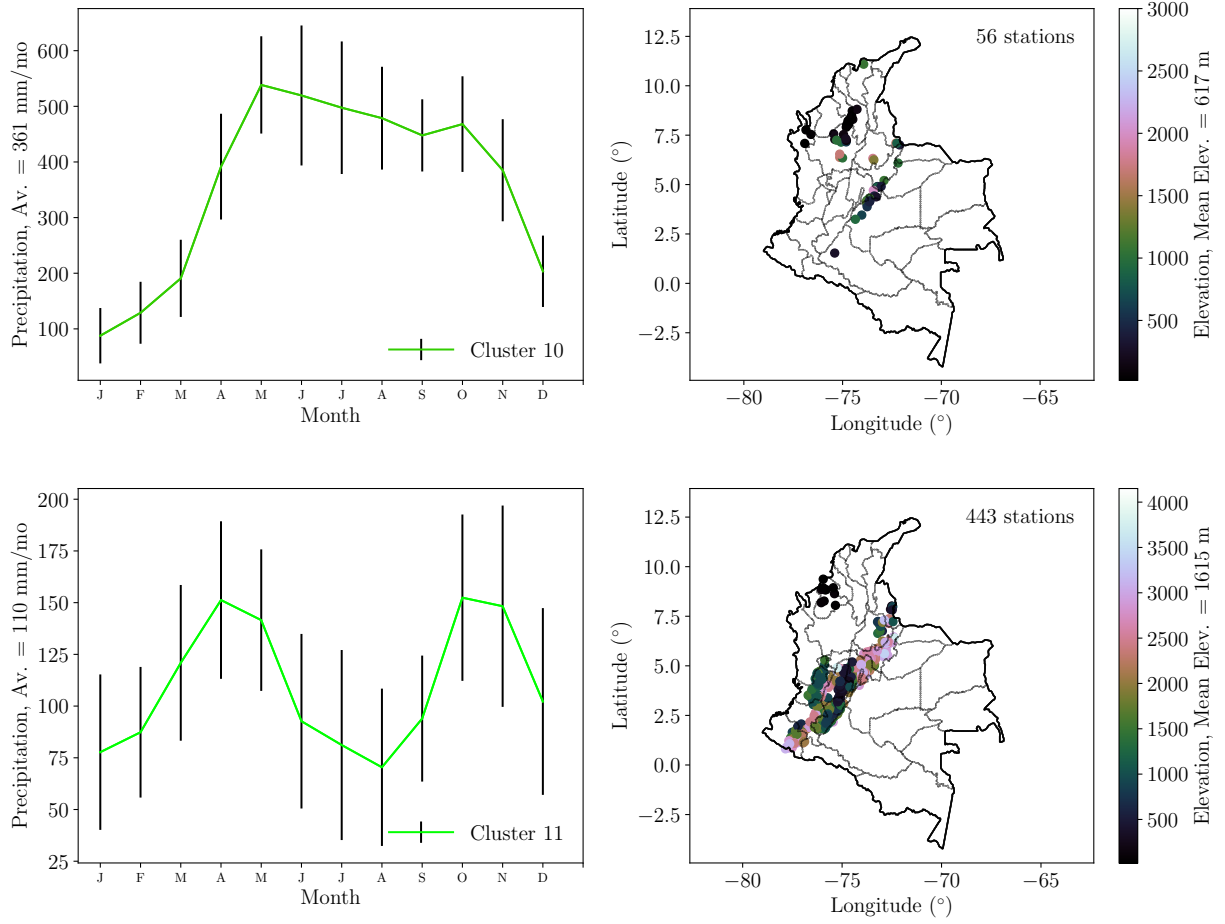 Precipitation, Av. = 361 mm/mo
600
500
400
300
200
100
J F M A M J J A S O N D
Month
Cluster 10
56 stations
Latitude (°)
12.5
10.0
7.5
5.0
2.5
0.0
−2.5
−80 −75 −70 −65
Longitude (°)
3000
2500
2000
1500
1000
500
Elevation, Mean Elev. = 617 m
Precipitation, Av. = 110 mm/mo
200
175
150
125
100
75
50
25
J F M A M J J A S O N D
Month
Cluster 11
443 stations
Latitude (°)
12.5
10.0
7.5
5.0
2.5
0.0
−2.5
−80 −75 −70 −65
Longitude (°)
4000
3500
3000
2500
2000
1500
1000
500
Elevation, Mean Elev. = 1615 m